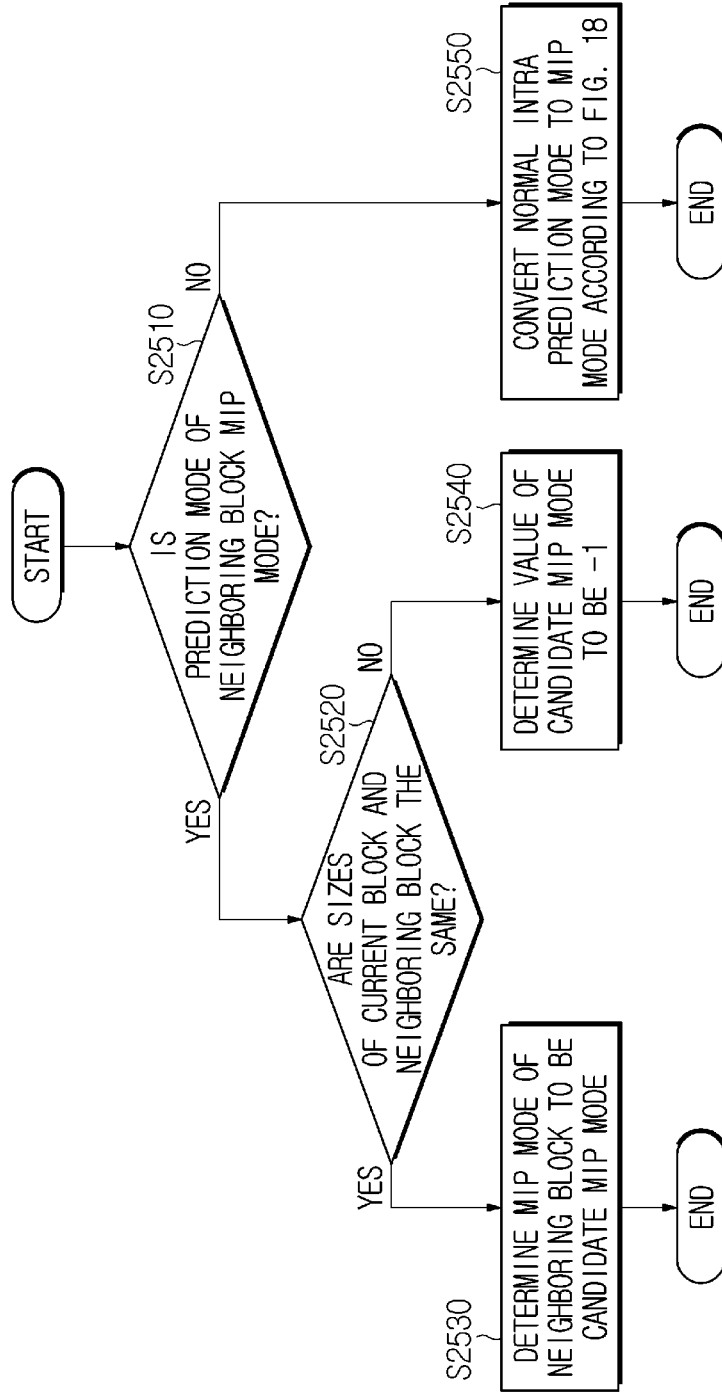 START
S2510
IS
PREDICTION MODE OF
NEIGHBORING BLOCK MIP
MODE?
YES
NO
S2520
ARE SIZES
OF CURRENT BLOCK AND
NEIGHBORING BLOCK THE
SAME?
YES
NO
S2530
DETERMINE MIP MODE OF
NEIGHBORING BLOCK TO BE
CANDIDATE MIP MODE
S2540
DETERMINE VALUE OF
CANDIDATE MIP MODE
TO BE -1
S2550
CONVERT NORMAL INTRA
PREDICTION MODE TO MIP
MODE ACCORDING TO FIG. 18
END
END
END